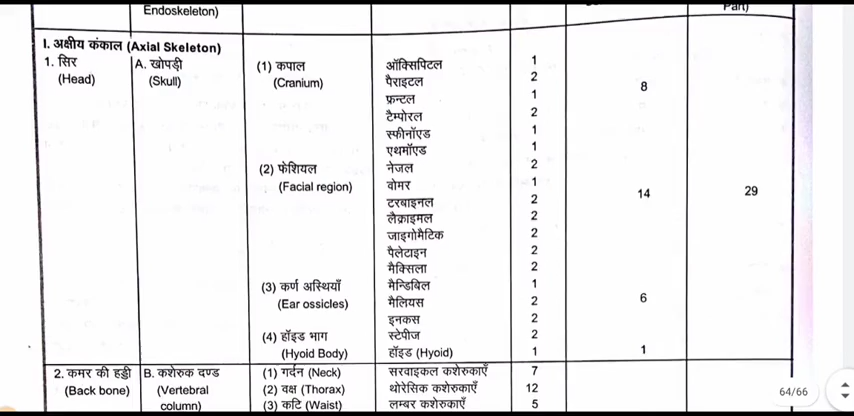 Endoskeleton)
Part)
I. अक्षीय कंकाल (Axial Skeleton)
1. सिर A. खोपड़ी (1) कपाल ऑक्सिपिटल 1
(Head) (Skull) (Cranium) पैराइटल 2 8
फ्रन्टल 1
टैम्पोरल 2
स्फीनॉएड 1
एथमॉएड 1
(2) फेशियल नेजल 2
(Facial region) वोमर 1 14 29
टरबाइनल 2
लैक्राइमल 2
जाइगोमैटिक 2
पैलेटाइन 2
मैक्सिला 2
(3) कर्ण अस्थियाँ मैन्डिबिल 1
(Ear ossicles) मैलियस 2 6
इनकस 2
(4) हॉइड भाग स्टेपीज 2
(Hyoid Body) हॉइड (Hyoid) 1 1
2. कमर की हड्डी B. कशेरुक दण्ड (1) गर्दन (Neck) सरवाइकल कशेरुकाएँ 7
(Back bone) (Vertebral (2) वक्ष (Thorax) थोरेसिक कशेरुकाएँ 12
column) (3) कटि (Waist) लम्बर कशेरुकाएँ 5
64/66